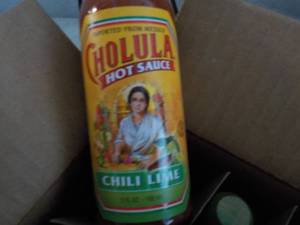 IMPORTED FROM MEXICO
CHOLULA
HOT SAUCE
CHILI LIME